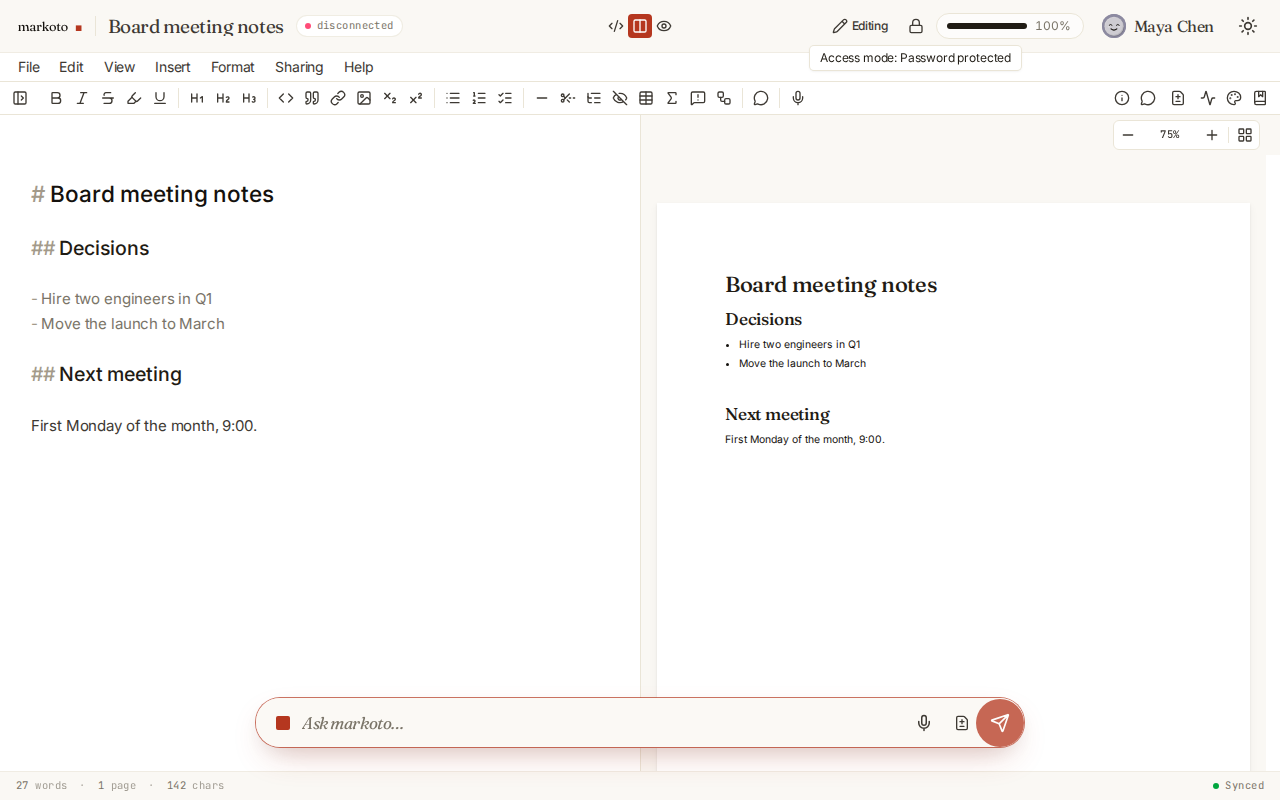 markoto
Board meeting notes
disconnected
Editing
100%
Maya Chen
Access mode: Password protected
File Edit View Insert Format Sharing Help
H1 H2 H3
75%
# Board meeting notes
## Decisions
- Hire two engineers in Q1
- Move the launch to March
## Next meeting
First Monday of the month, 9:00.
Board meeting notes
Decisions
• Hire two engineers in Q1
• Move the launch to March
Next meeting
First Monday of the month, 9:00.
Ask markoto...
27 words · 1 page · 142 chars
Synced